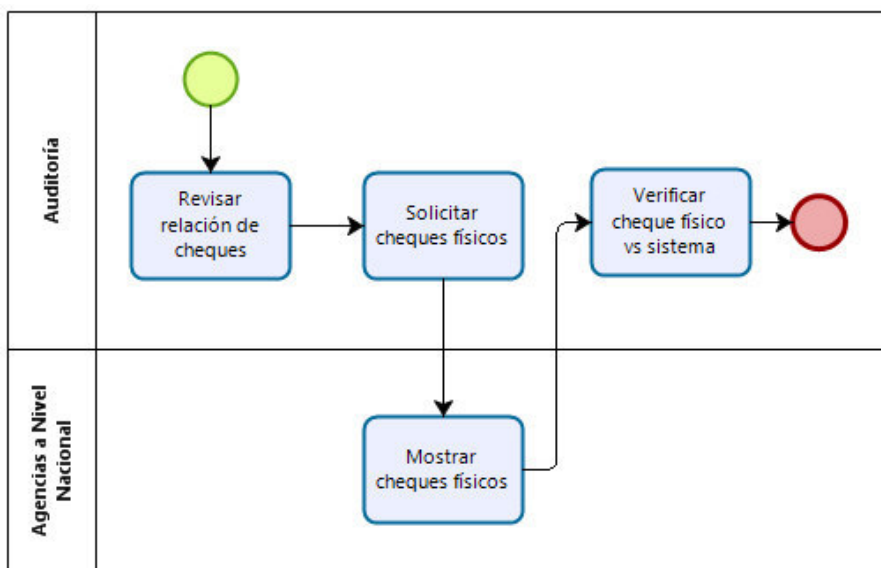 Auditoría
Revisar
relación de
cheques
Solicitar
cheques físicos
Verificar
cheque físico
vs sistema
Agencias a Nivel
Nacional
Mostrar
cheques físicos